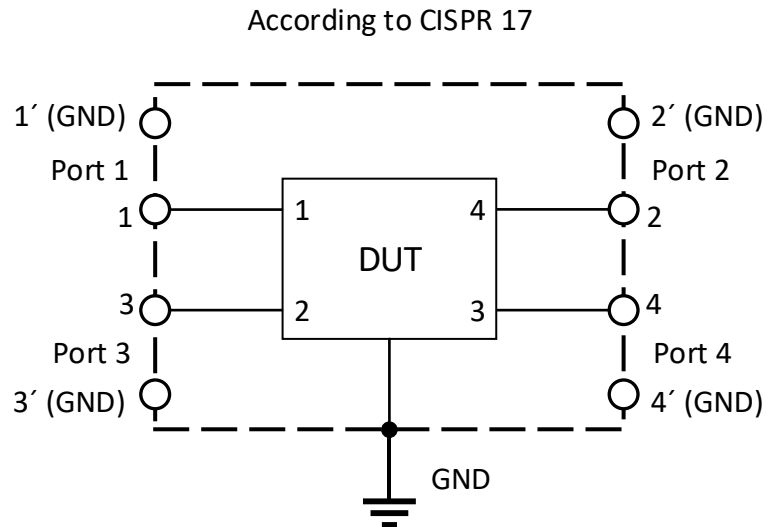 According to CISPR 17
1´ (GND)
2´ (GND)
Port 1
Port 2
1
1
4
2
DUT
3
2
3
4
Port 3
Port 4
3´ (GND)
4´ (GND)
GND